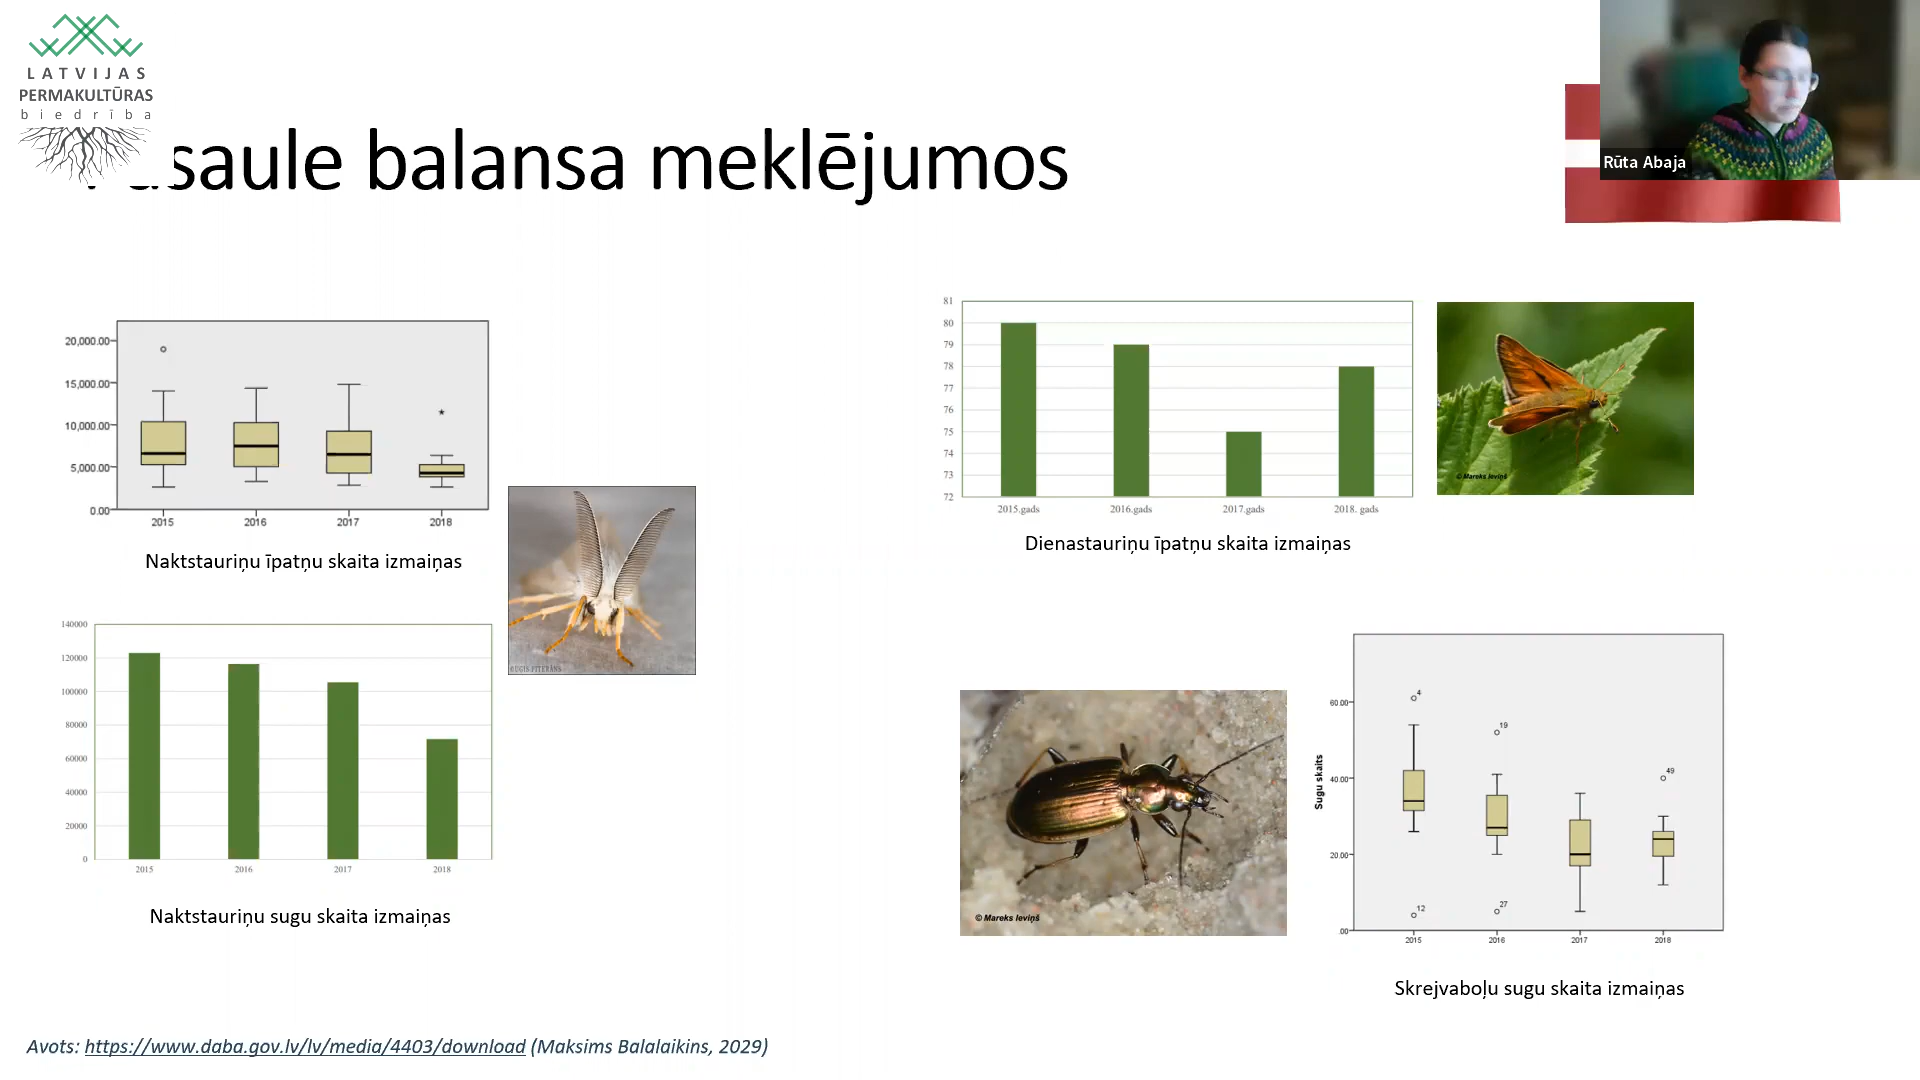 LATVIJAS
PERMAKULTŪRAS
biedrība
saule balansa meklējumos
Rūta Abaja
20,000.00
15,000.00
10,000.00
5,000.00
0.00
2015 2016 2017 2018
Naktstauriņu īpatņu skaita izmaiņas
81
80
79
78
77
76
75
74
73
72
2015.gads 2016.gads 2017.gads 2018. gads
Dienastauriņu īpatņu skaita izmaiņas
© Mareks Ieviņš
140000
120000
100000
80000
60000
40000
20000
0
2015 2016 2017 2018
Naktstauriņu sugu skaita izmaiņas
©UĢIS PITERĀNS
© Mareks Ieviņš
Sugu skaits
60.00
40.00
20.00
.00
4
19
49
12
27
2015 2016 2017 2018
Skrejvaboļu sugu skaita izmaiņas
Avots: https://www.daba.gov.lv/lv/media/4403/download (Maksims Balalaikins, 2029)